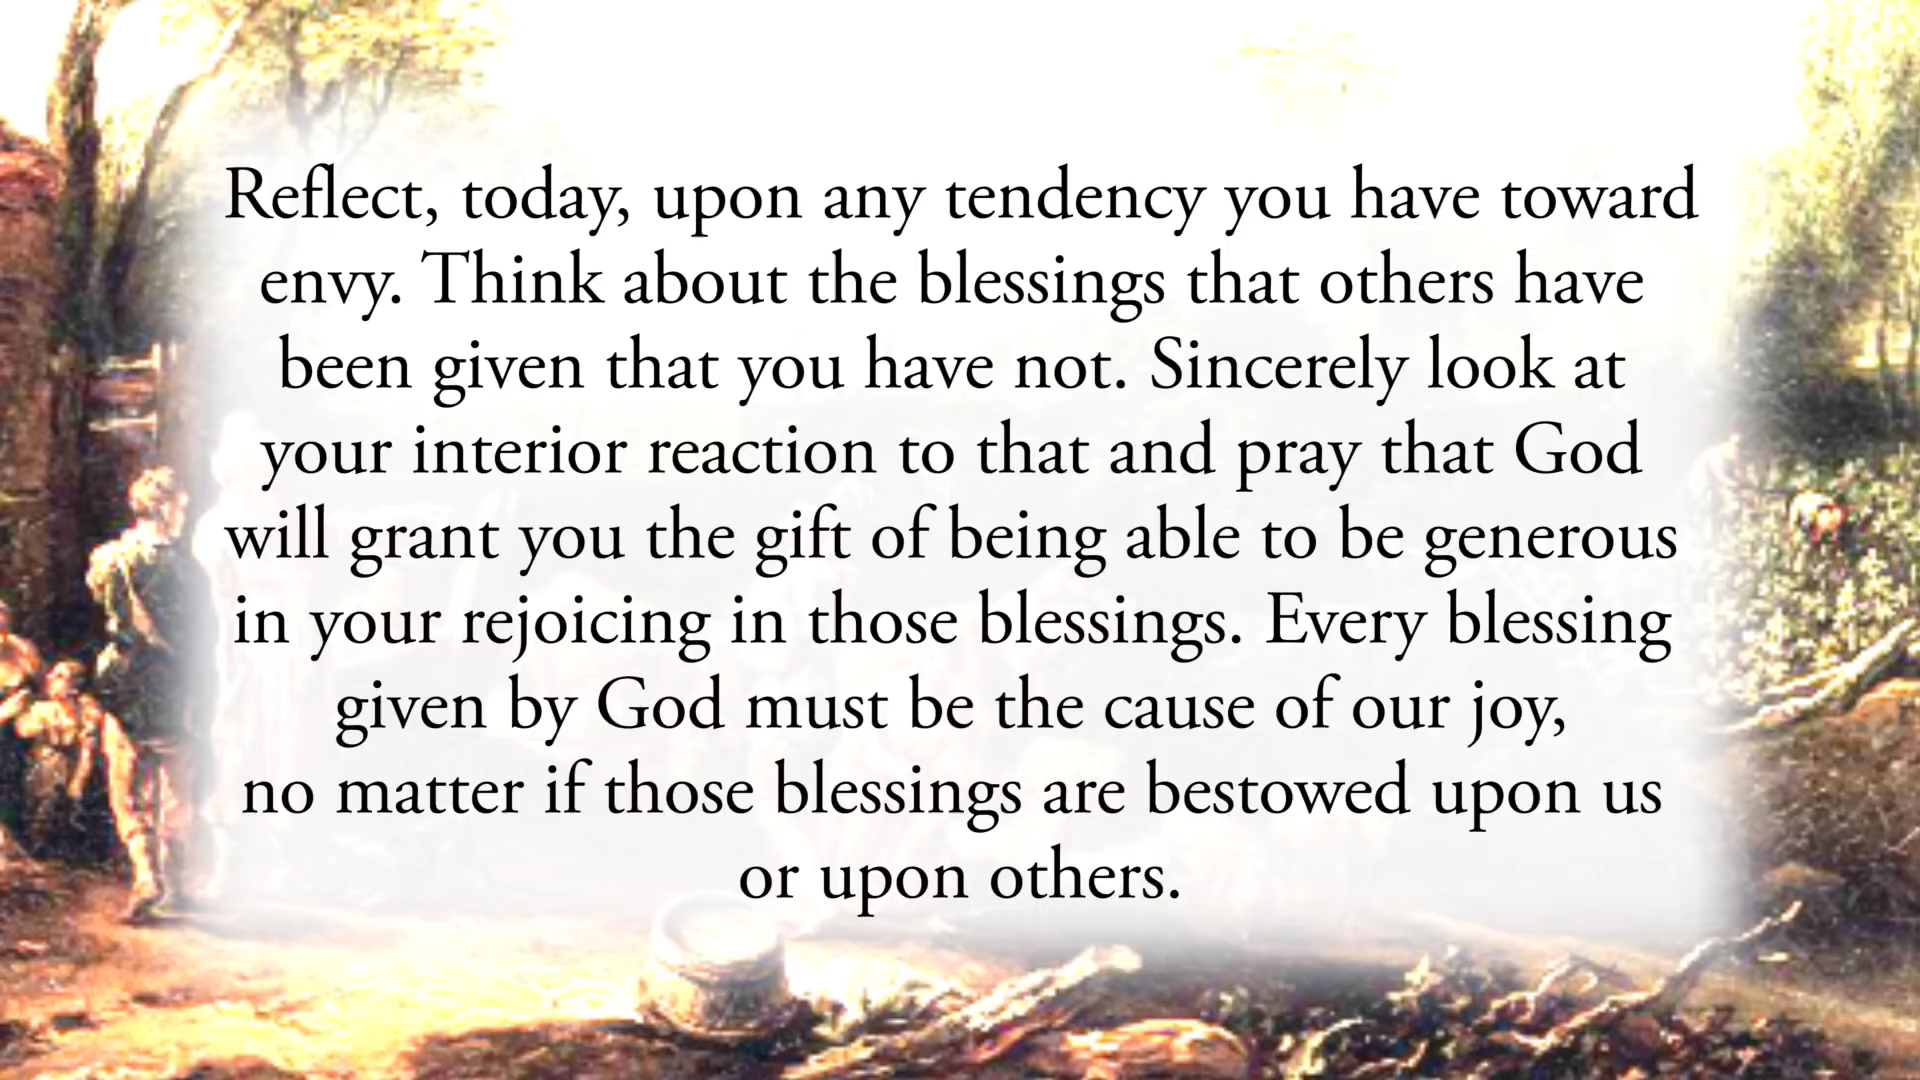 Reflect, today, upon any tendency you have toward
envy. Think about the blessings that others have
been given that you have not. Sincerely look at
your interior reaction to that and pray that God
will grant you the gift of being able to be generous
in your rejoicing in those blessings. Every blessing
given by God must be the cause of our joy,
no matter if those blessings are bestowed upon us
or upon others.